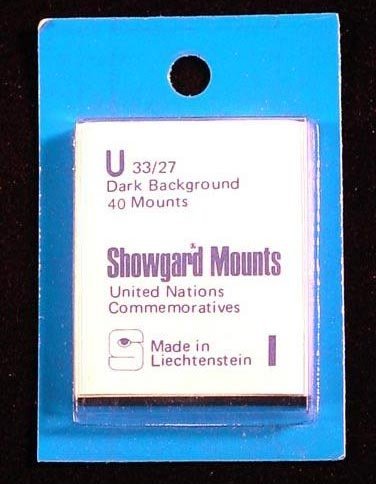 U 33/27
Dark Background
40 Mounts
Showgard Mounts
United Nations
Commemoratives
Made in
Liechtenstein I